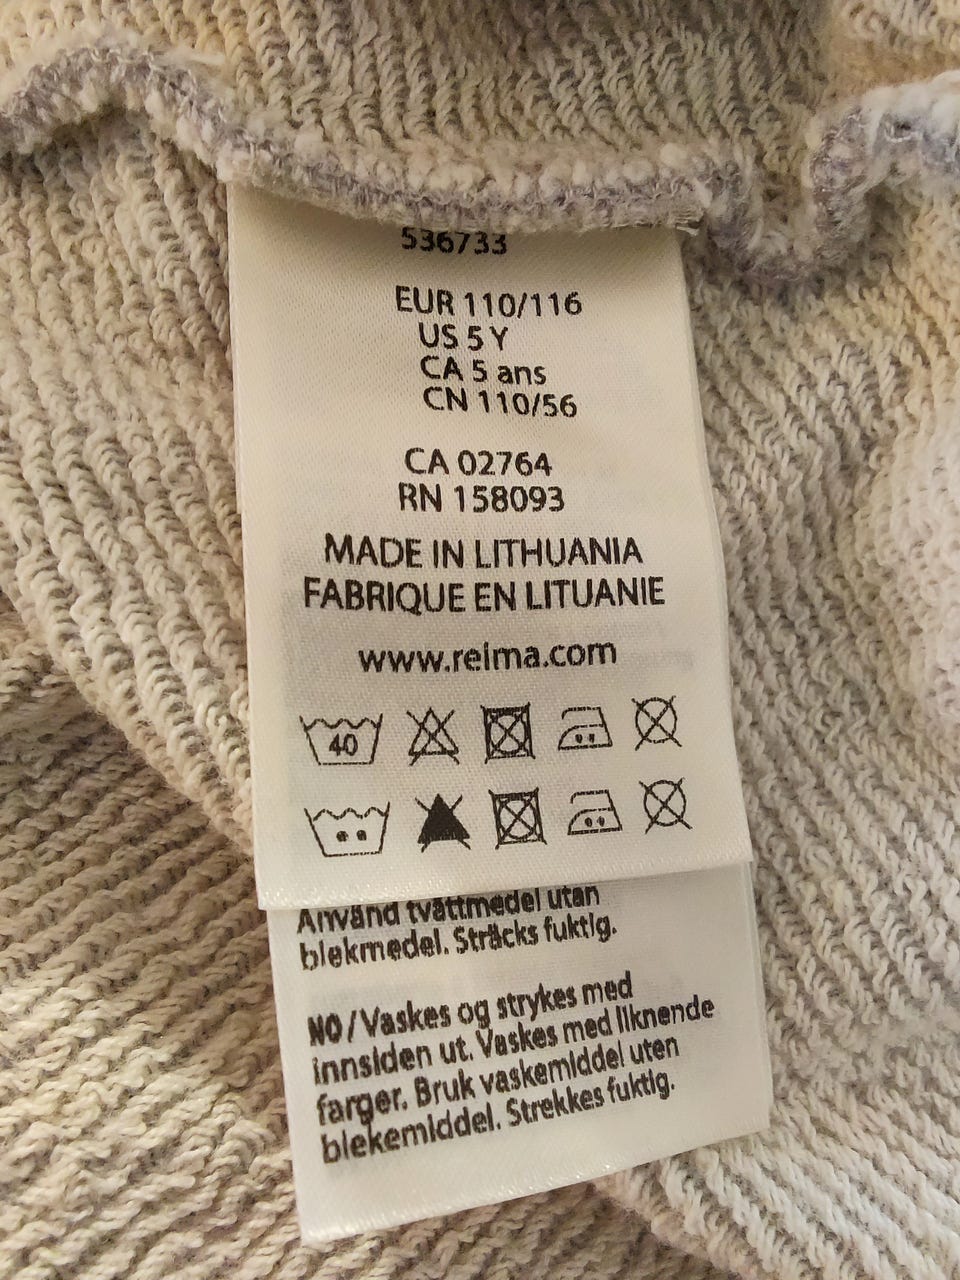 536733
EUR 110/116
US 5 Y
CA 5 ans
CN 110/56
CA 02764
RN 158093
MADE IN LITHUANIA
FABRIQUE EN LITUANIE
www.reima.com
40
Använd tvättmedel utan
blekmedel. Sträcks fuktig.
NO / Vaskes og strykes med
innsiden ut. Vaskes med liknende
farger. Bruk vaskemiddel uten
blekemiddel. Strekkes fuktig.